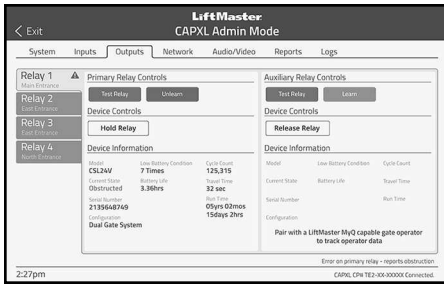 LiftMaster
Exit
CAPXL Admin Mode
System Inputs Outputs Network Audio/Video Reports Logs
Relay 1
Main Entrance
Relay 2
East Entrance
Relay 3
East Entrance
Relay 4
North Entrance
Primary Relay Controls
Test Relay Unlearn
Device Controls
Hold Relay
Device Information
Model Low Battery Condition Cycle Count
CSL24V 7 Times 125,315
Current State Battery Life Travel Time
Obstructed 3.36hrs 32 sec
Serial Number Run Time
2135648749 05yrs 02mos
15days 2hrs
Configuration
Dual Gate System
Auxiliary Relay Controls
Test Relay Learn
Device Controls
Release Relay
Device Information
Model Low Battery Condition Cycle Count
Current State Battery Life Travel Time
Serial Number Run Time
Configuration
Pair with a LiftMaster MyQ capable gate operator
to track operator data
Error on primary relay - reports obstruction
2:27pm
CAPXL CP# TE2-XX-XXXXX Connected.